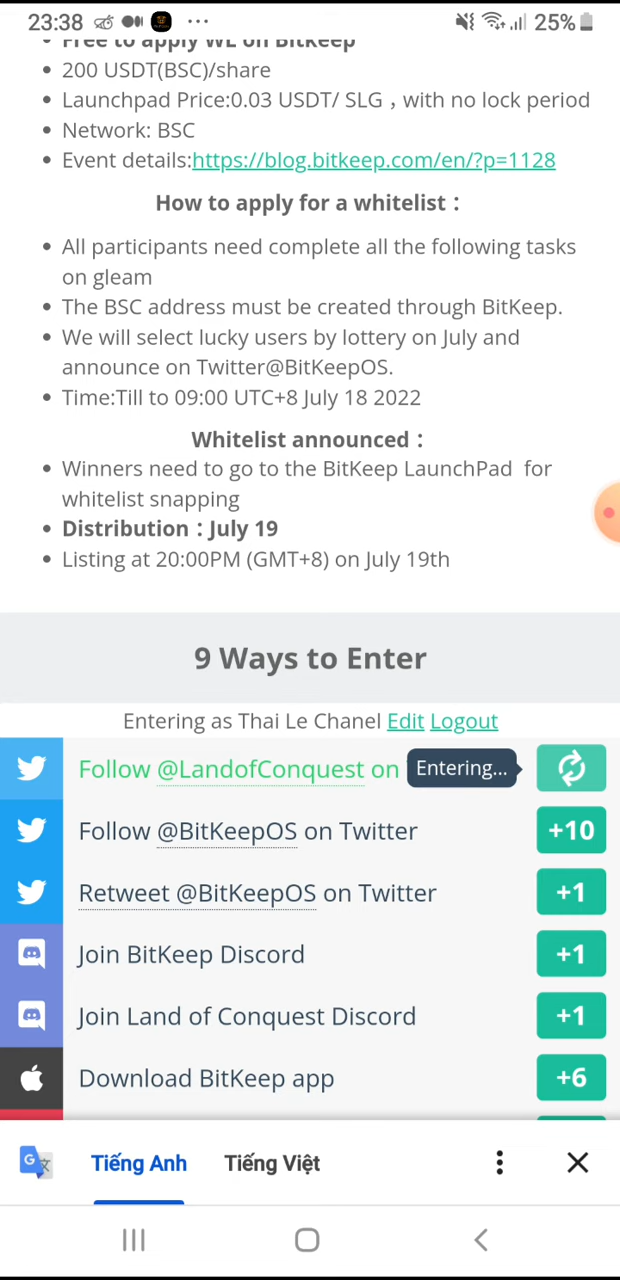 23:38
25%
Free to apply WL on Bitkeep
200 USDT(BSC)/share
Launchpad Price:0.03 USDT/ SLG , with no lock period
Network: BSC
Event details:https://blog.bitkeep.com/en/?p=1128
How to apply for a whitelist：
All participants need complete all the following tasks
on gleam
The BSC address must be created through BitKeep.
We will select lucky users by lottery on July and
announce on Twitter@BitKeepOS.
Time:Till to 09:00 UTC+8 July 18 2022
Whitelist announced：
Winners need to go to the BitKeep LaunchPad for
whitelist snapping
Distribution：July 19
Listing at 20:00PM (GMT+8) on July 19th
9 Ways to Enter
Entering as Thai Le Chanel Edit Logout
Follow @LandofConquest on Entering...
Follow @BitKeepOS on Twitter +10
Retweet @BitKeepOS on Twitter +1
Join BitKeep Discord +1
Join Land of Conquest Discord +1
Download BitKeep app +6
G Tiếng Anh Tiếng Việt